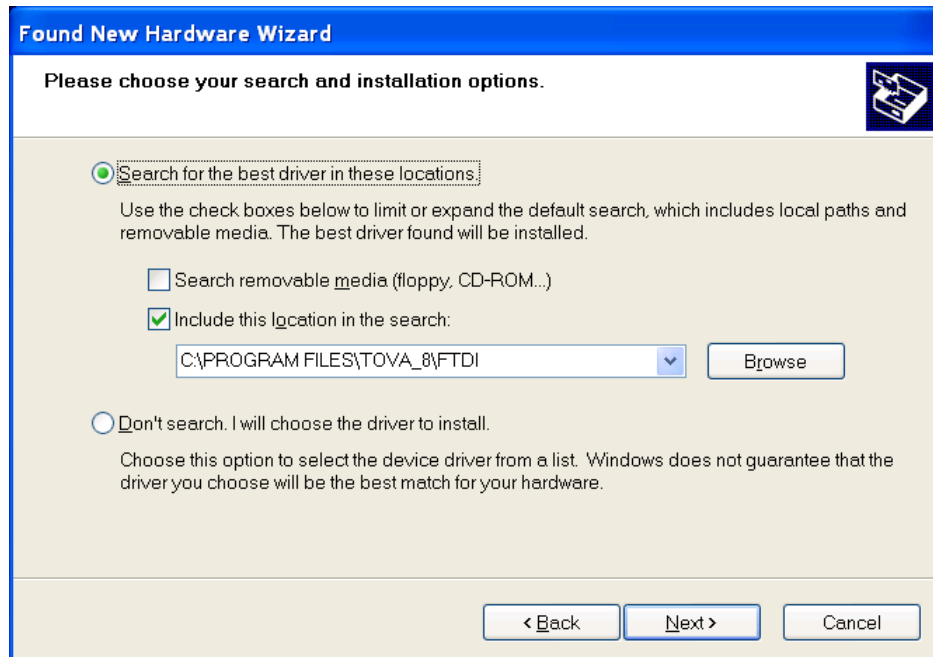 Found New Hardware Wizard
Please choose your search and installation options.
Search for the best driver in these locations.
Use the check boxes below to limit or expand the default search, which includes local paths and
removable media. The best driver found will be installed.
Search removable media (floppy, CD-ROM...)
Include this location in the search:
C:\PROGRAM FILES\TOVA_8\FTDI
Browse
Don't search. I will choose the driver to install.
Choose this option to select the device driver from a list. Windows does not guarantee that the
driver you choose will be the best match for your hardware.
< Back Next > Cancel